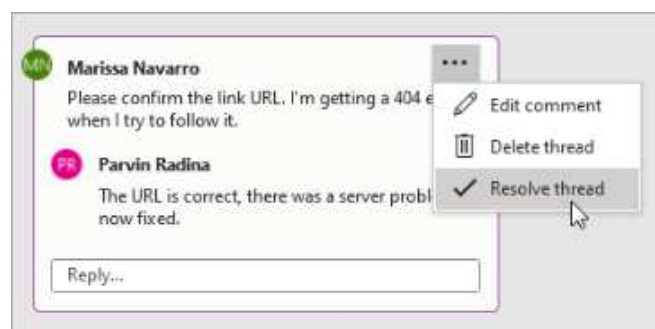 MN
Marissa Navarro
...
Please confirm the link URL. I'm getting a 404 e
when I try to follow it.
Edit comment
Delete thread
Resolve thread
PR
Parvin Radina
The URL is correct, there was a server probl
now fixed.
Reply...